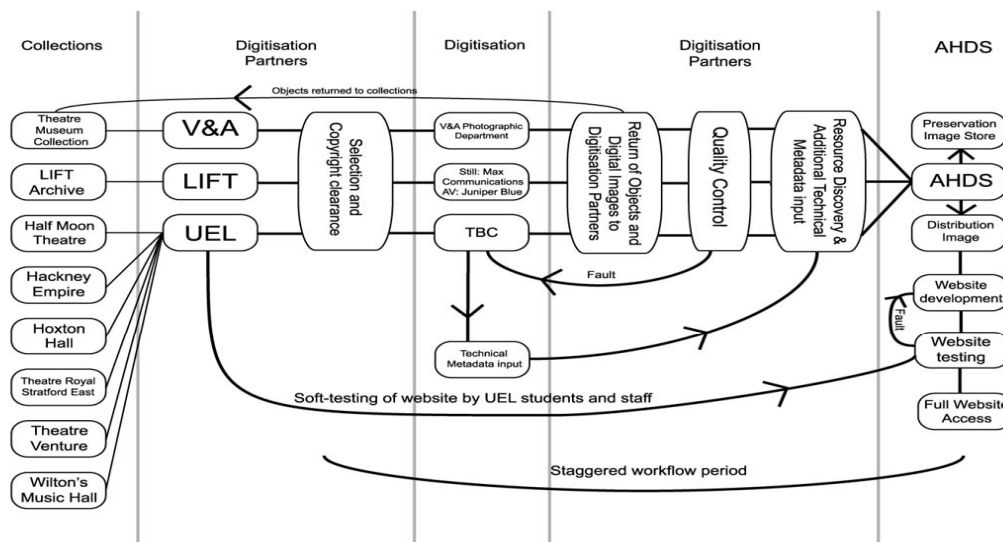 Collections
Digitisation
Partners
Digitisation
Digitisation
Partners
AHDS
Objects returned to collections
Theatre
Museum
Collection
LIFT
Archive
Half Moon
Theatre
Hackney
Empire
Hoxton
Hall
Theatre Royal
Stratford East
Theatre
Venture
Wilton's
Music Hall
V&A
LIFT
UEL
Selection and
Copyright clearance
V&A Photographic
Department
Still: Max
Communications
AV: Juniper Blue
TBC
Technical
Metadata input
Return of Objects and
Digital Images to
Digitisation Partners
Quality Control
Resource Discovery &
Additional Technical
Metadata input
Fault
Preservation
Image Store
AHDS
Distribution
Image
Website
development
Fault
Website
testing
Full Website
Access
Soft-testing of website by UEL students and staff
Staggered workflow period